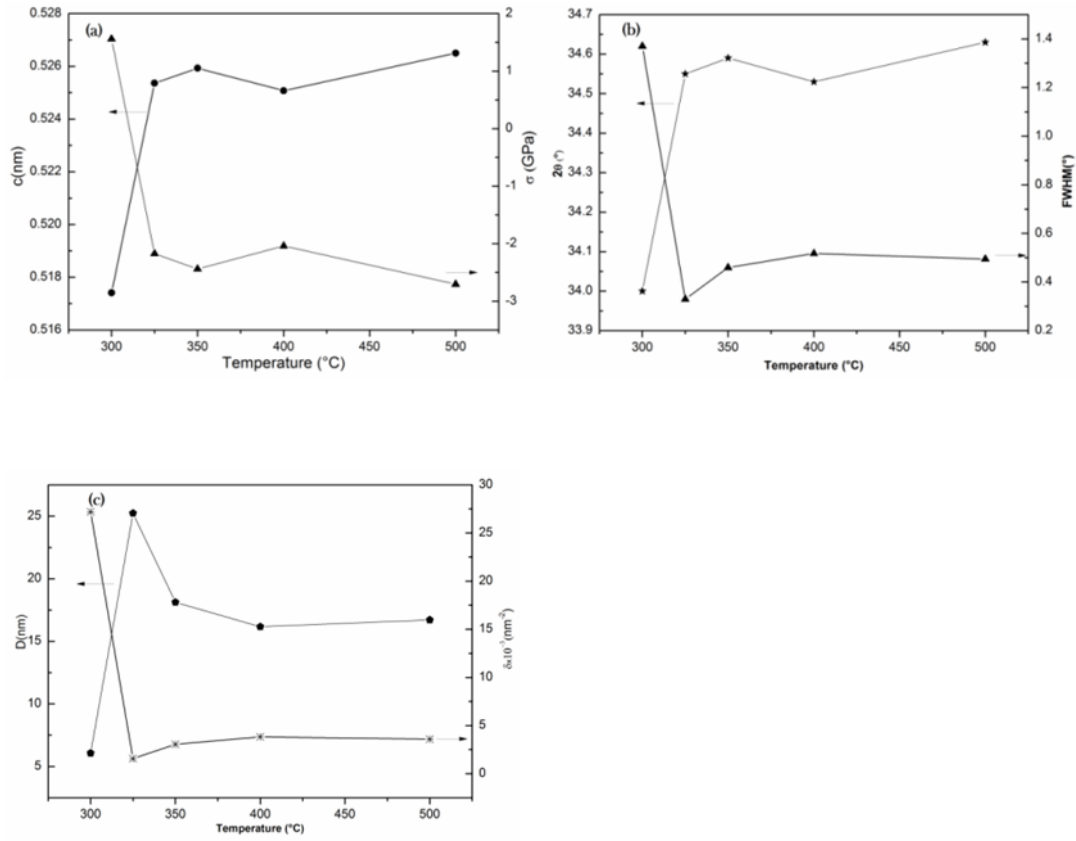 (a)
0.528
0.526
0.524
0.522
0.520
0.518
0.516
c(nm)
2
1
0
-1
-2
-3
σ (GPa)
300 350 400 450 500
Temperature (°C)
(b)
34.7
34.6
34.5
34.4
34.3
34.2
34.1
34.0
33.9
2θ (°)
1.4
1.2
1.0
0.8
0.6
0.4
0.2
FWHM(°)
300 350 400 450 500
Temperature (°C)
(c)
25
20
15
10
5
D(nm)
30
25
20
15
10
5
0
δx10⁻³(nm⁻²)
300 350 400 450 500
Temperature (°C)